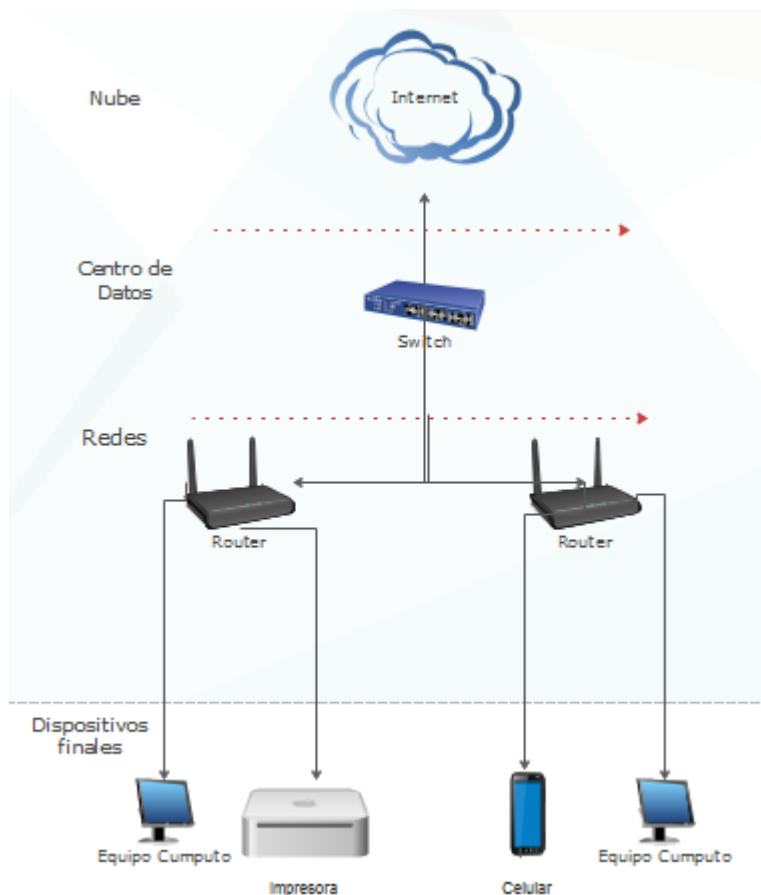 Nube
Internet
Centro de
Datos
Switch
Redes
Router
Router
Dispositivos
finales
Equipo Cumputo
Impresora
Celular
Equipo Cumputo